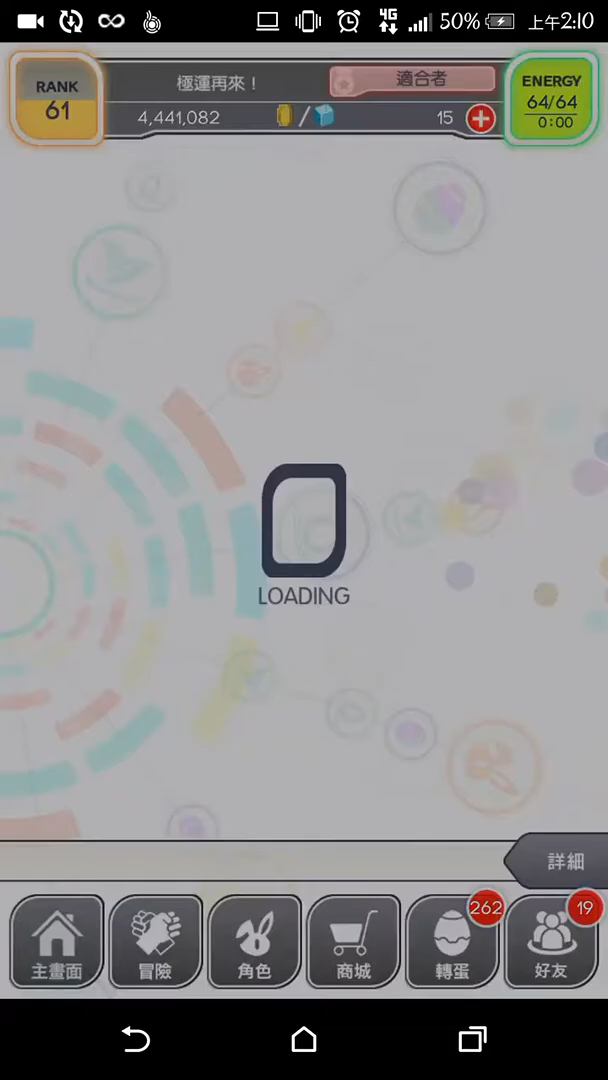 4G 50% 上午2:10
RANK
61
極運再來！
適合者
4,441,082 / 15
ENERGY
64/64
0:00
LOADING
詳細
262
19
主畫面
冒險
角色
商城
轉蛋
好友